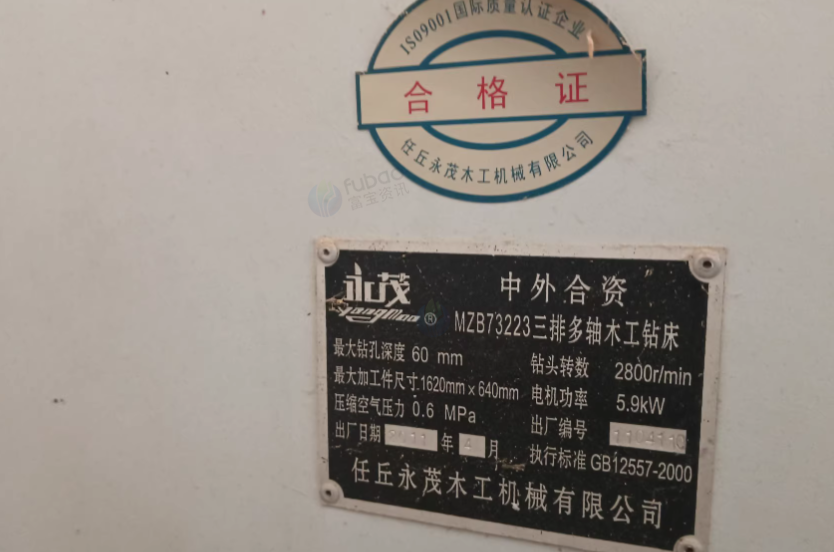 ISO9001国际质量认证企业
合格证
任丘永茂木工机械有限公司
fubao
富宝资讯
永茂
YongMao®
中外合资
MZB73223三排多轴木工钻床
最大钻孔深度 60 mm
钻头转数 2800r/min
最大加工件尺寸:1620mm×640mm
电机功率 5.9kW
压缩空气压力 0.6 MPa
出厂编号 1104119
出厂日期 2011 年 4 月
执行标准 GB12557-2000
任丘永茂木工机械有限公司